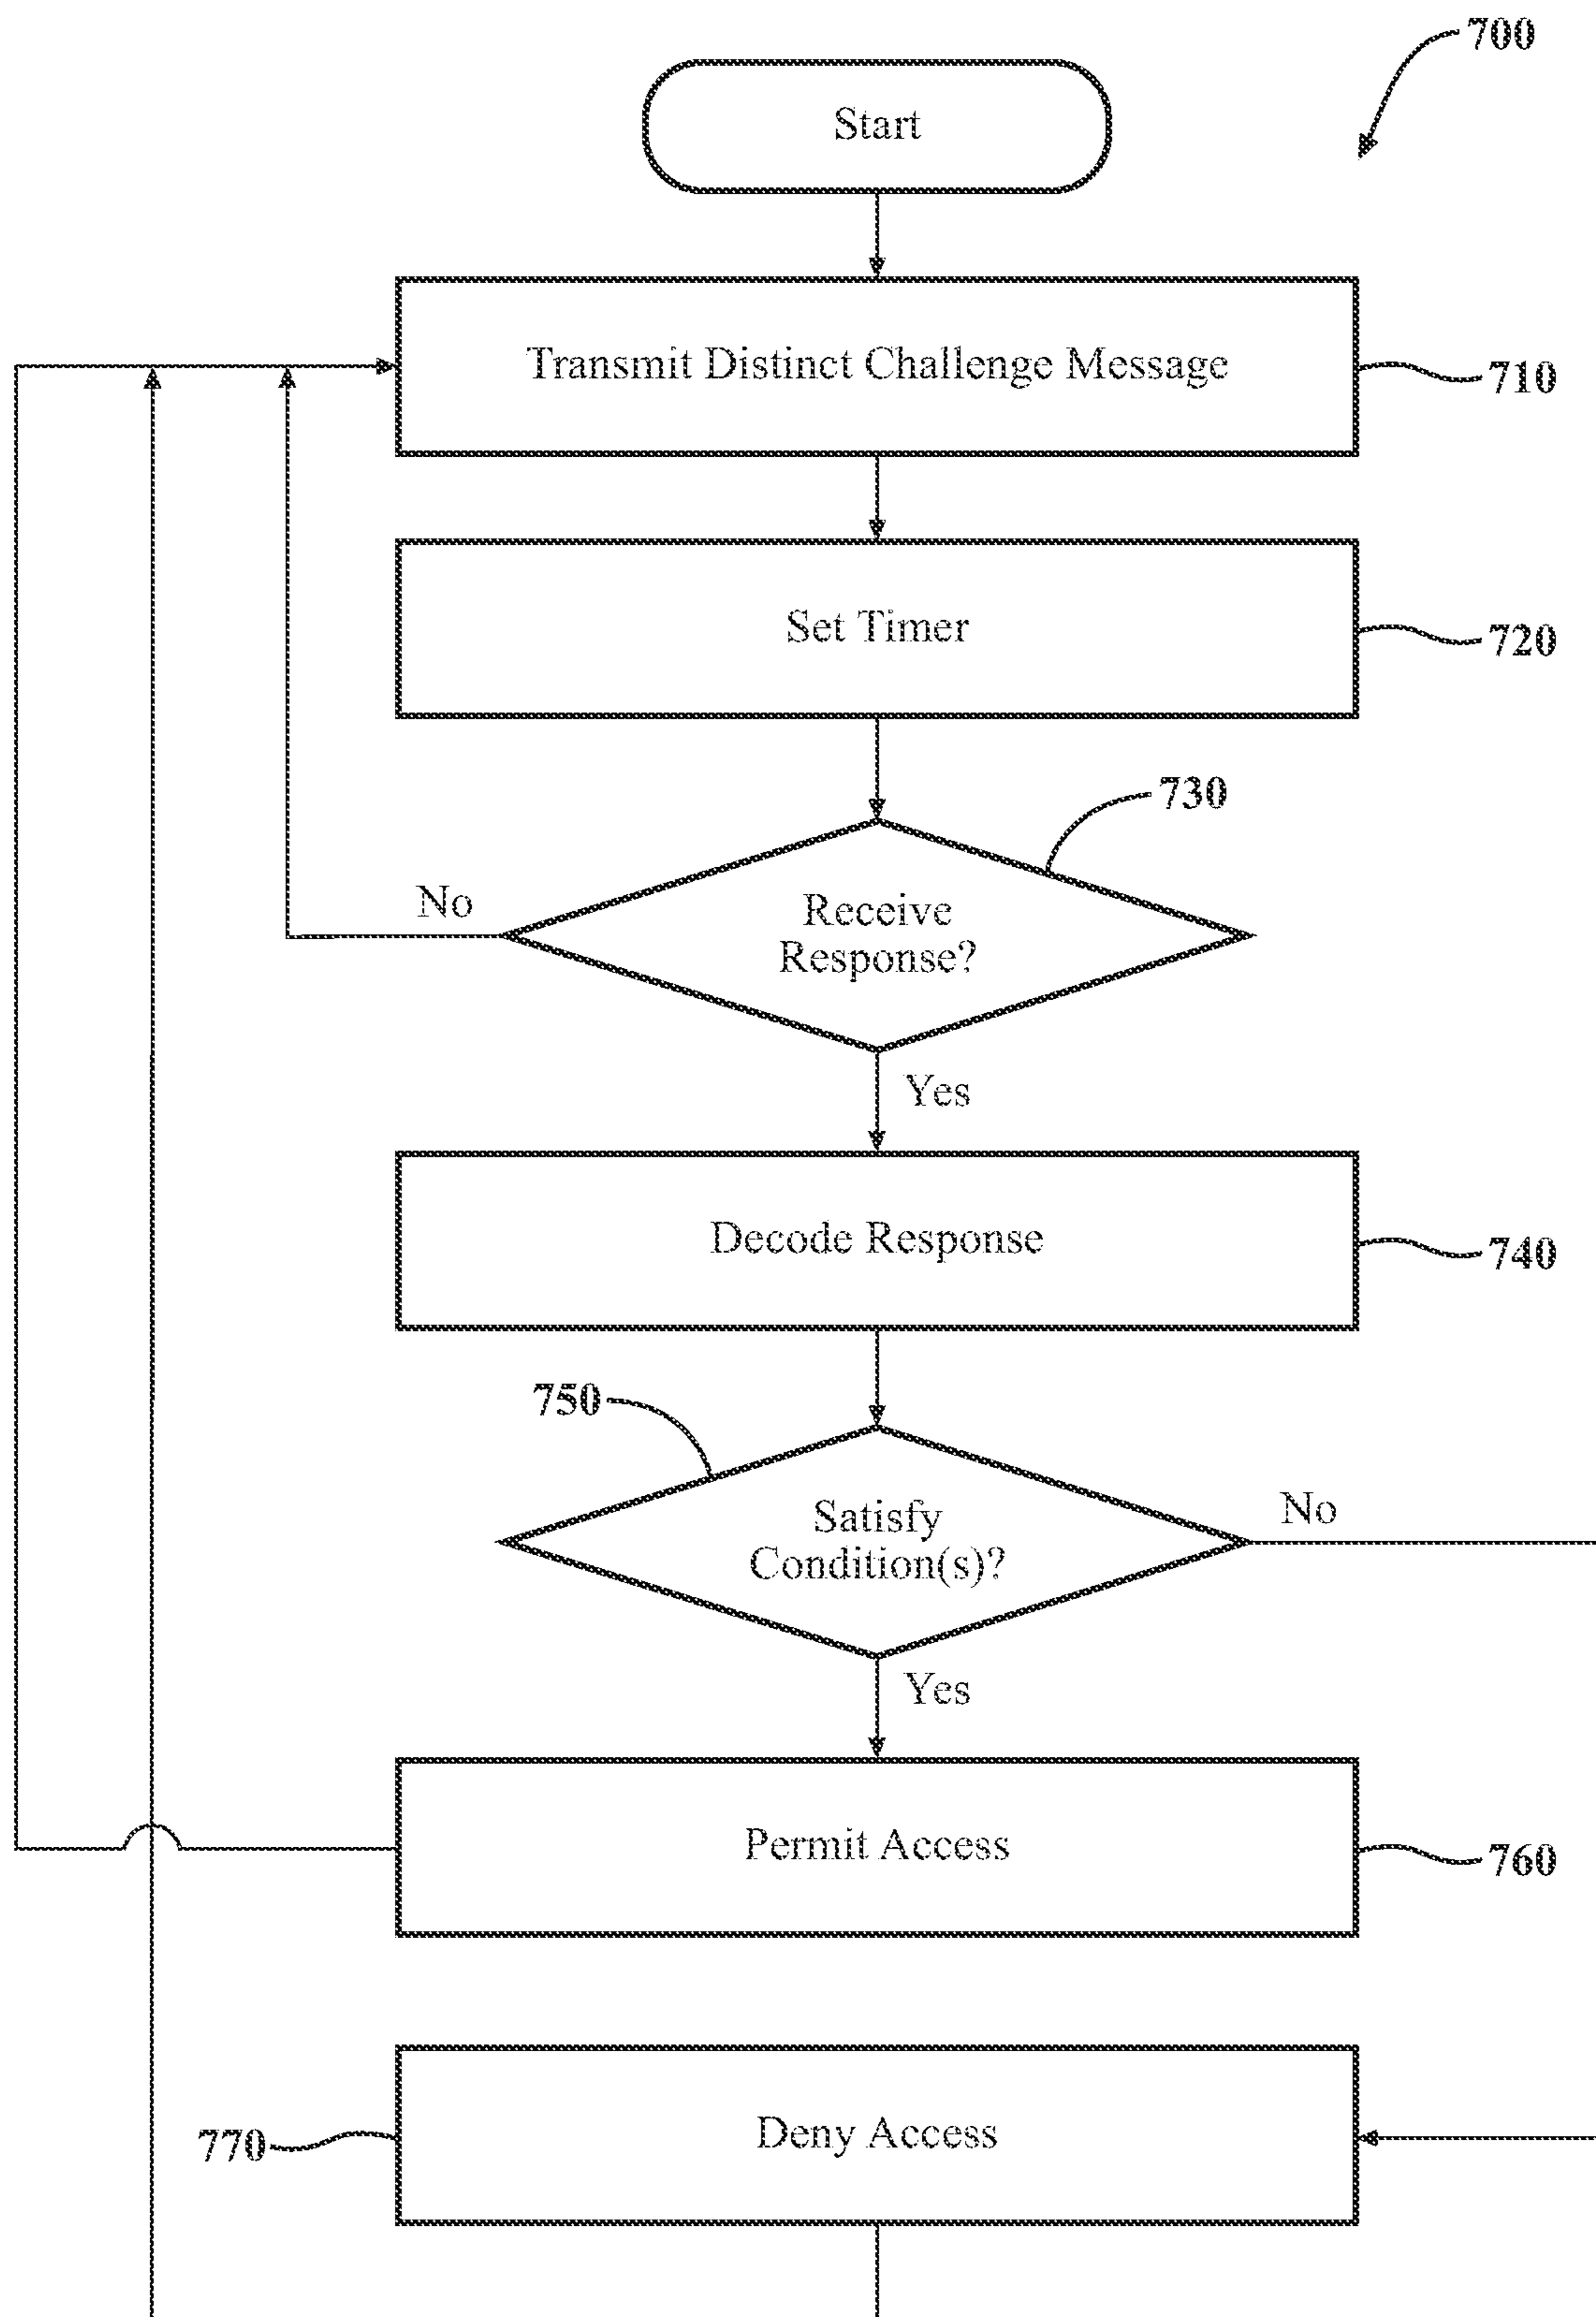 700
Start
Transmit Distinct Challenge Message
710
Set Timer
720
730
No
Receive
Response?
Yes
Decode Response
740
750
Satisfy
Condition(s)?
No
Yes
Permit Access
760
Deny Access
770